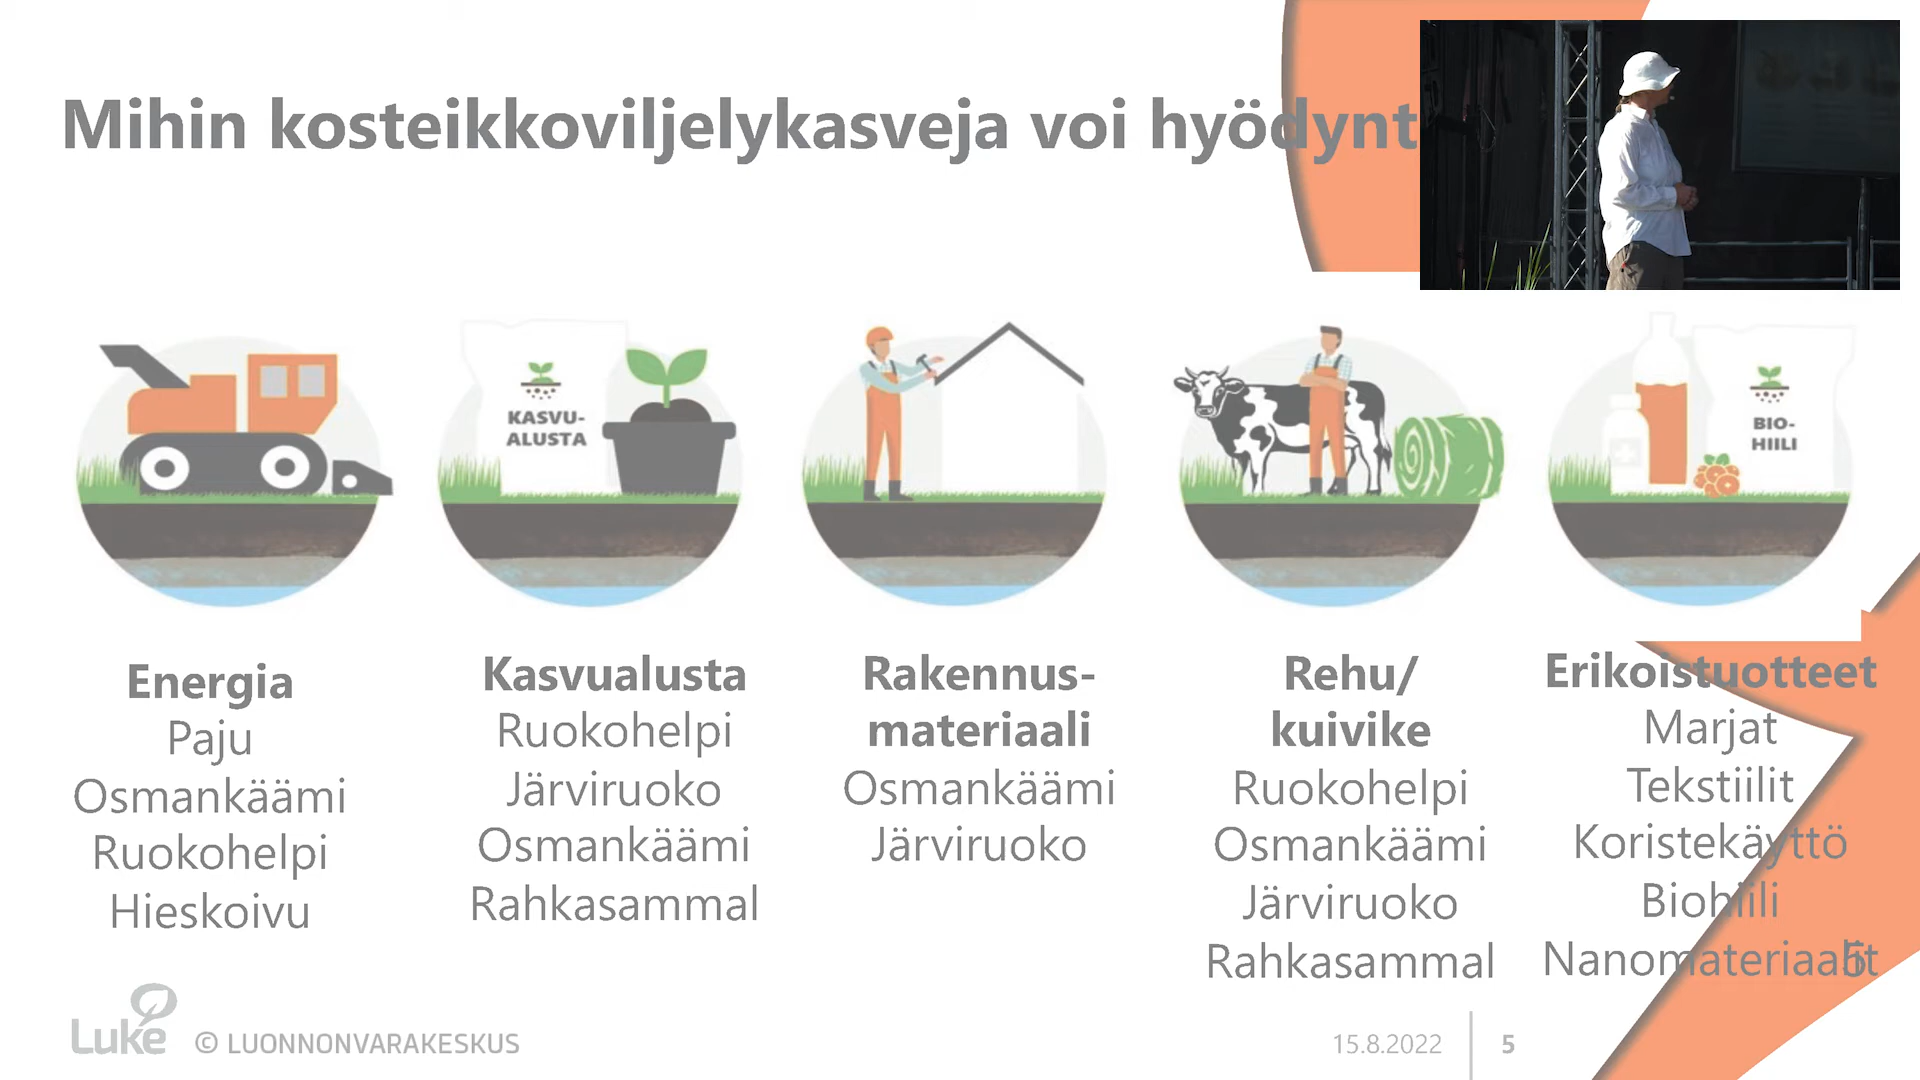 Mihin kosteikkoviljelykasveja voi hyödynt
KASVU-
ALUSTA
BIO-
HIILI
Energia
Paju
Osmankäämi
Ruokohelpi
Hieskoivu
Kasvualusta
Ruokohelpi
Järviruoko
Osmankäämi
Rahkasammal
Rakennus-
materiaali
Osmankäämi
Järviruoko
Rehu/
kuivike
Ruokohelpi
Osmankäämi
Järviruoko
Rahkasammal
Erikoistuotteet
Marjat
Tekstiilit
Koristekäyttö
Biohiili
Nanomateriaalit
5
Luke
© LUONNONVARAKESKUS
15.8.2022
5